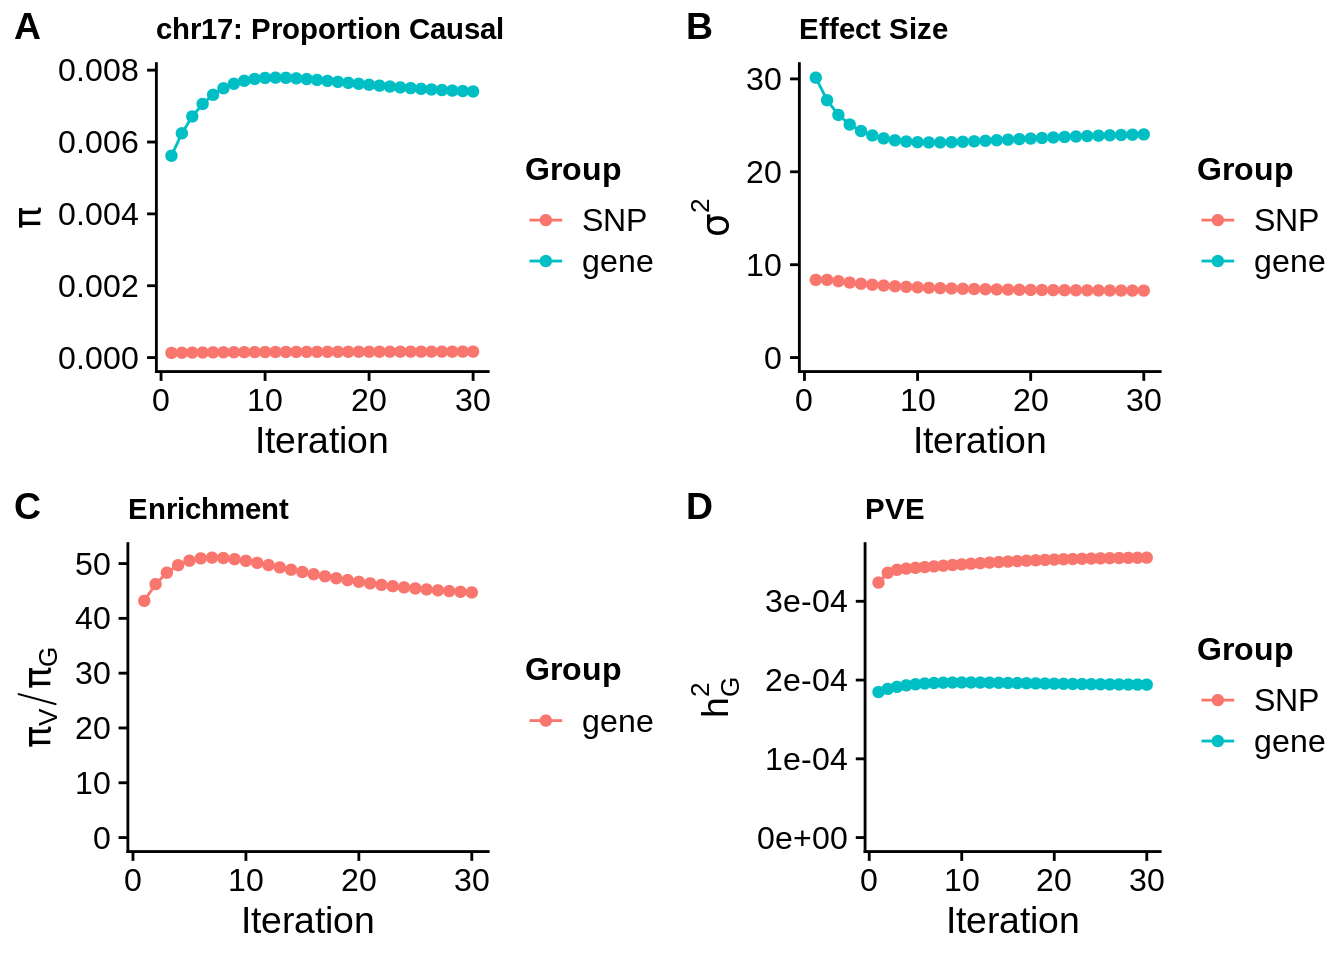 A
chr17: Proportion Causal
0.008
0.006
0.004
0.002
0.000
π
0 10 20 30
Iteration
Group
SNP
gene
B
Effect Size
30
20
10
0
σ²
0 10 20 30
Iteration
Group
SNP
gene
C
Enrichment
50
40
30
20
10
0
π_V/π_G
0 10 20 30
Iteration
Group
gene
D
PVE
3e-04
2e-04
1e-04
0e+00
h²_G
0 10 20 30
Iteration
Group
SNP
gene